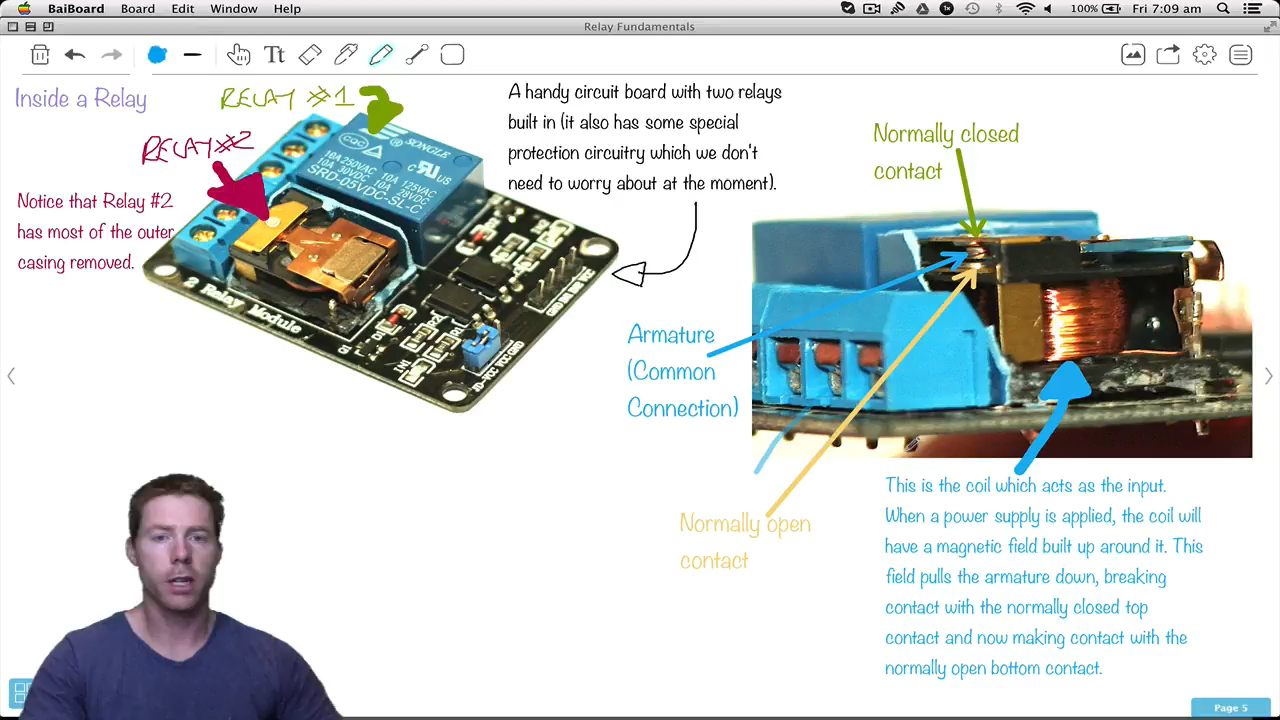 BaiBoard Board Edit Window Help
100% Fri 7:09 am
Relay Fundamentals
Tt
Inside a Relay
RELAY #1
RELAY #2
Notice that Relay #2
has most of the outer
casing removed.
A handy circuit board with two relays
built in (it also has some special
protection circuitry which we don't
need to worry about at the moment).
SONGLE
10A 250VAC 10A 125VAC
10A 30VDC 10A 28VDC
SRD-05VDC-SL-C
2 Relay Module
Normally closed
contact
Armature
(Common
Connection)
Normally open
contact
This is the coil which acts as the input.
When a power supply is applied, the coil will
have a magnetic field built up around it. This
field pulls the armature down, breaking
contact with the normally closed top
contact and now making contact with the
normally open bottom contact.
Page 5